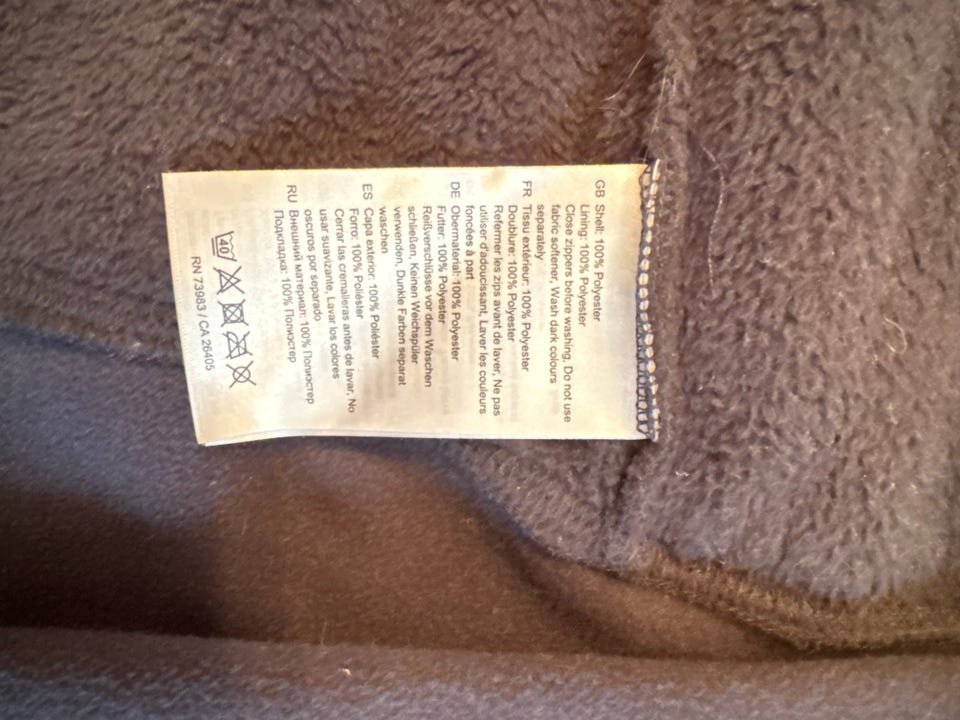 GB Shell: 100% Polyester
Lining: 100% Polyester
Close zippers before washing, Do not use
fabric softener, Wash dark colours
separately
FR Tissu extérieur: 100% Polyester
Doublure: 100% Polyester
Refermer les zips avant de laver, Ne pas
utiliser d'adoucissant, Laver les couleurs
foncées à part
DE Obermaterial: 100% Polyester
Futter: 100% Polyester
Reißverschlüsse vor dem Waschen
schließen, Keinen Weichspüler
verwenden, Dunkle Farben separat
waschen
ES Capa exterior: 100% Poliéster
Forro: 100% Poliéster
Cerrar las cremalleras antes de lavar, No
usar suavizante, Lavar los colores
oscuros por separado
RU Внешний материал: 100% Полиэстер
Подкладка: 100% Полиэстер
40
RN 73983 / CA 26405